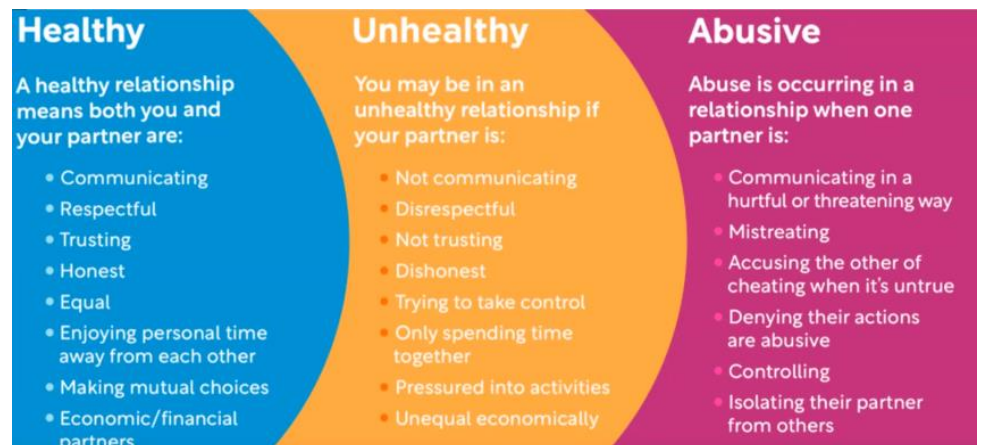 Healthy
A healthy relationship
means both you and
your partner are:
• Communicating
• Respectful
• Trusting
• Honest
• Equal
• Enjoying personal time
away from each other
• Making mutual choices
• Economic/financial
partners
Unhealthy
You may be in an
unhealthy relationship if
your partner is:
• Not communicating
• Disrespectful
• Not trusting
• Dishonest
• Trying to take control
• Only spending time
together
• Pressured into activities
• Unequal economically
Abusive
Abuse is occurring in a
relationship when one
partner is:
• Communicating in a
hurtful or threatening way
• Mistreating
• Accusing the other of
cheating when it's untrue
• Denying their actions
are abusive
• Controlling
• Isolating their partner
from others